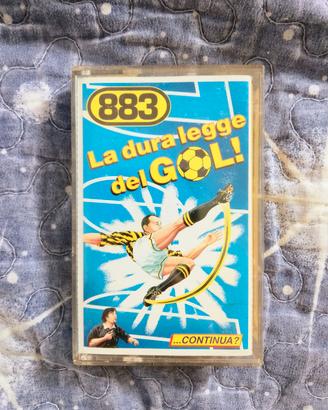 883
La dura legge
del GOL!
...CONTINUA?